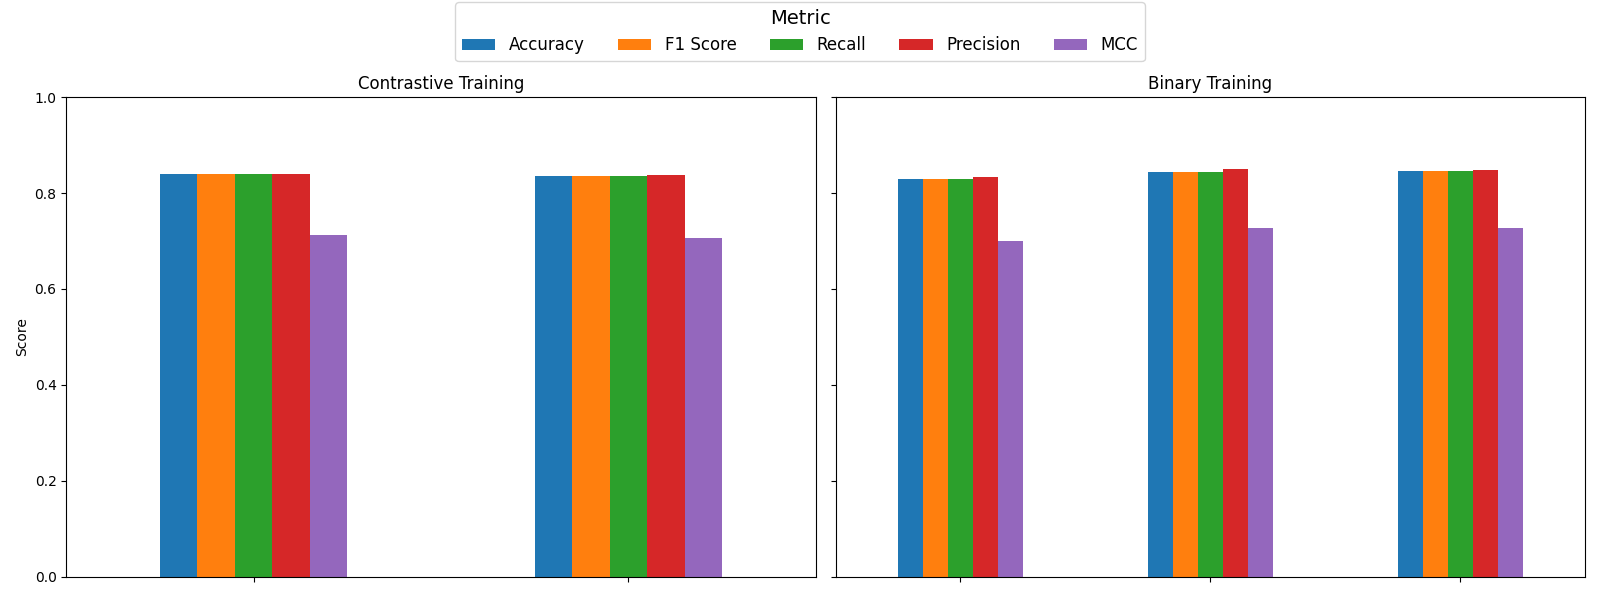 Metric
Accuracy F1 Score Recall Precision MCC
Contrastive Training
Binary Training
Score
1.0
0.8
0.6
0.4
0.2
0.0